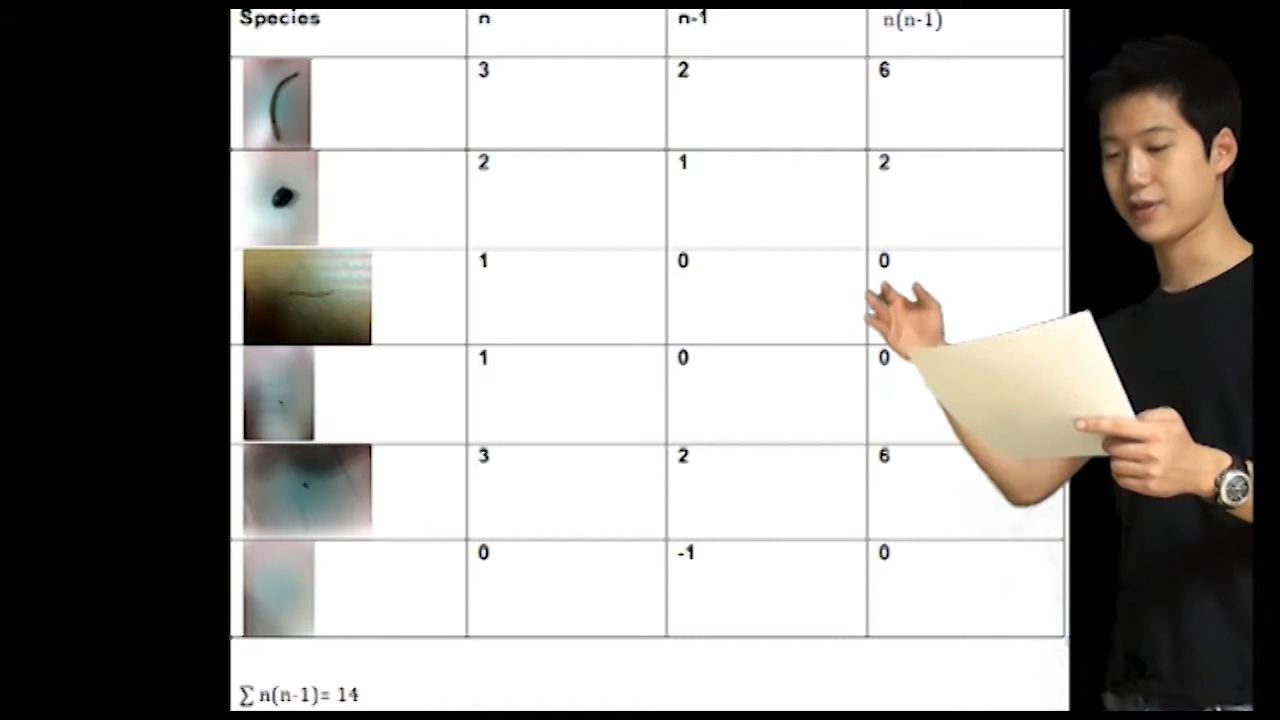 Species n n-1 n(n-1)
3 2 6
2 1 2
1 0 0
1 0 0
3 2 6
0 -1 0
∑ n(n-1)= 14